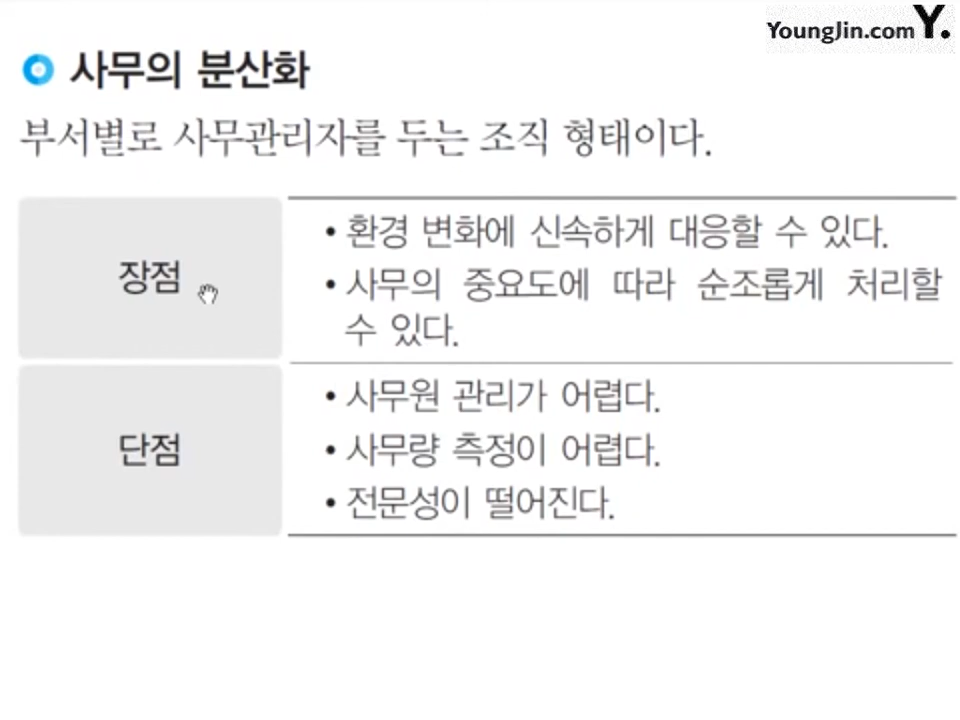 YoungJin.com Y.
사무의 분산화
부서별로 사무관리자를 두는 조직 형태이다.
장점
• 환경 변화에 신속하게 대응할 수 있다.
• 사무의 중요도에 따라 순조롭게 처리할
수 있다.
단점
• 사무원 관리가 어렵다.
• 사무량 측정이 어렵다.
• 전문성이 떨어진다.